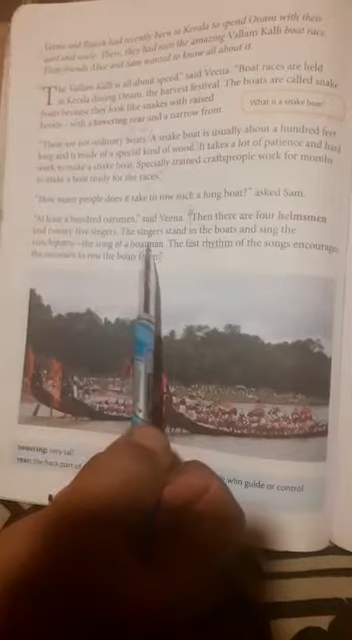 Veena and Rajan had recently been to Kerala to spend Onam with their
aunt and uncle. There, they had seen the amazing Vallam Kalli boat race.
Their friends Alice and Sam wanted to know all about it.
"The Vallam Kalli is all about speed," said Veena. "Boat races are held
in Kerala during Onam, the harvest festival. The boats are called snake
boats because they look like snakes with raised
hoods—with a towering rear and a narrow front.
What is a snake boat?
"These are not ordinary boats. A snake boat is usually about a hundred feet
long and is made of a special kind of wood. It takes a lot of patience and hard
work to make a snake boat. Specially trained craftspeople work for months
to make a boat ready for the races."
"How many people does it take to row such a long boat?" asked Sam.
"At least a hundred oarsmen," said Veena. "Then there are four helmsmen
and twenty-five singers. The singers stand in the boats and sing the
—the song of a boatman. The fast rhythm of the songs encourage
the oarsmen to row the boats
towering: very tall
rear: the back part of
who guide or control